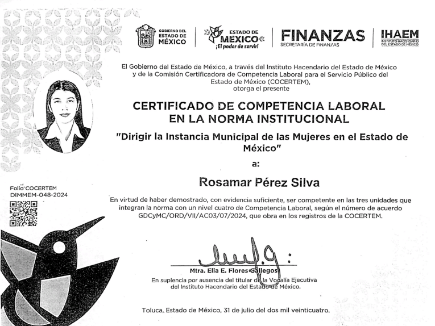 GOBIERNO DEL
ESTADO DE
MÉXICO
ESTADO DE
MÉXICO
¡El poder de servir!
FINANZAS
SECRETARÍA DE FINANZAS
IHAEM
El Gobierno del Estado de México, a través del Instituto Hacendario del Estado de México
y de la Comisión Certificadora de Competencia Laboral para el Servicio Público del
Estado de México (COCERTEM),
otorga el presente
CERTIFICADO DE COMPETENCIA LABORAL
EN LA NORMA INSTITUCIONAL
"Dirigir la Instancia Municipal de las Mujeres en el Estado de
México"
a:
Rosamar Pérez Silva
Folio COCERTEM
DIMMEM-048-2024
En virtud de haber demostrado, con evidencia suficiente, ser competente en las tres unidades que
integran la norma con un nivel cuatro de Competencia Laboral, según el número de acuerdo
GDCyMC/ORD/VII/AC03/07/2024, que obra en los registros de la COCERTEM.
Mtra. Elia E. Flores Gallegos
En suplencia por ausencia del titular de la Vocalía Ejecutiva
del Instituto Hacendario del Estado de México.
Toluca, Estado de México, 31 de julio del dos mil veinticuatro.